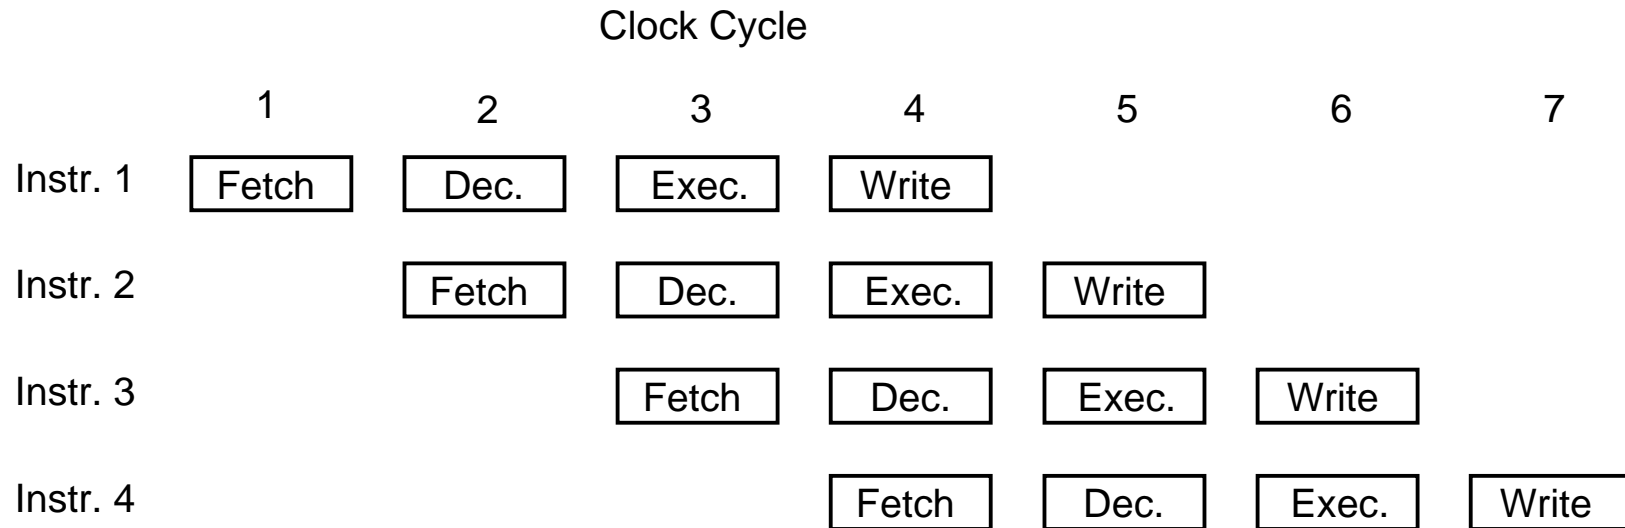 Clock Cycle
1 2 3 4 5 6 7
Instr. 1 Fetch Dec. Exec. Write
Instr. 2 Fetch Dec. Exec. Write
Instr. 3 Fetch Dec. Exec. Write
Instr. 4 Fetch Dec. Exec. Write